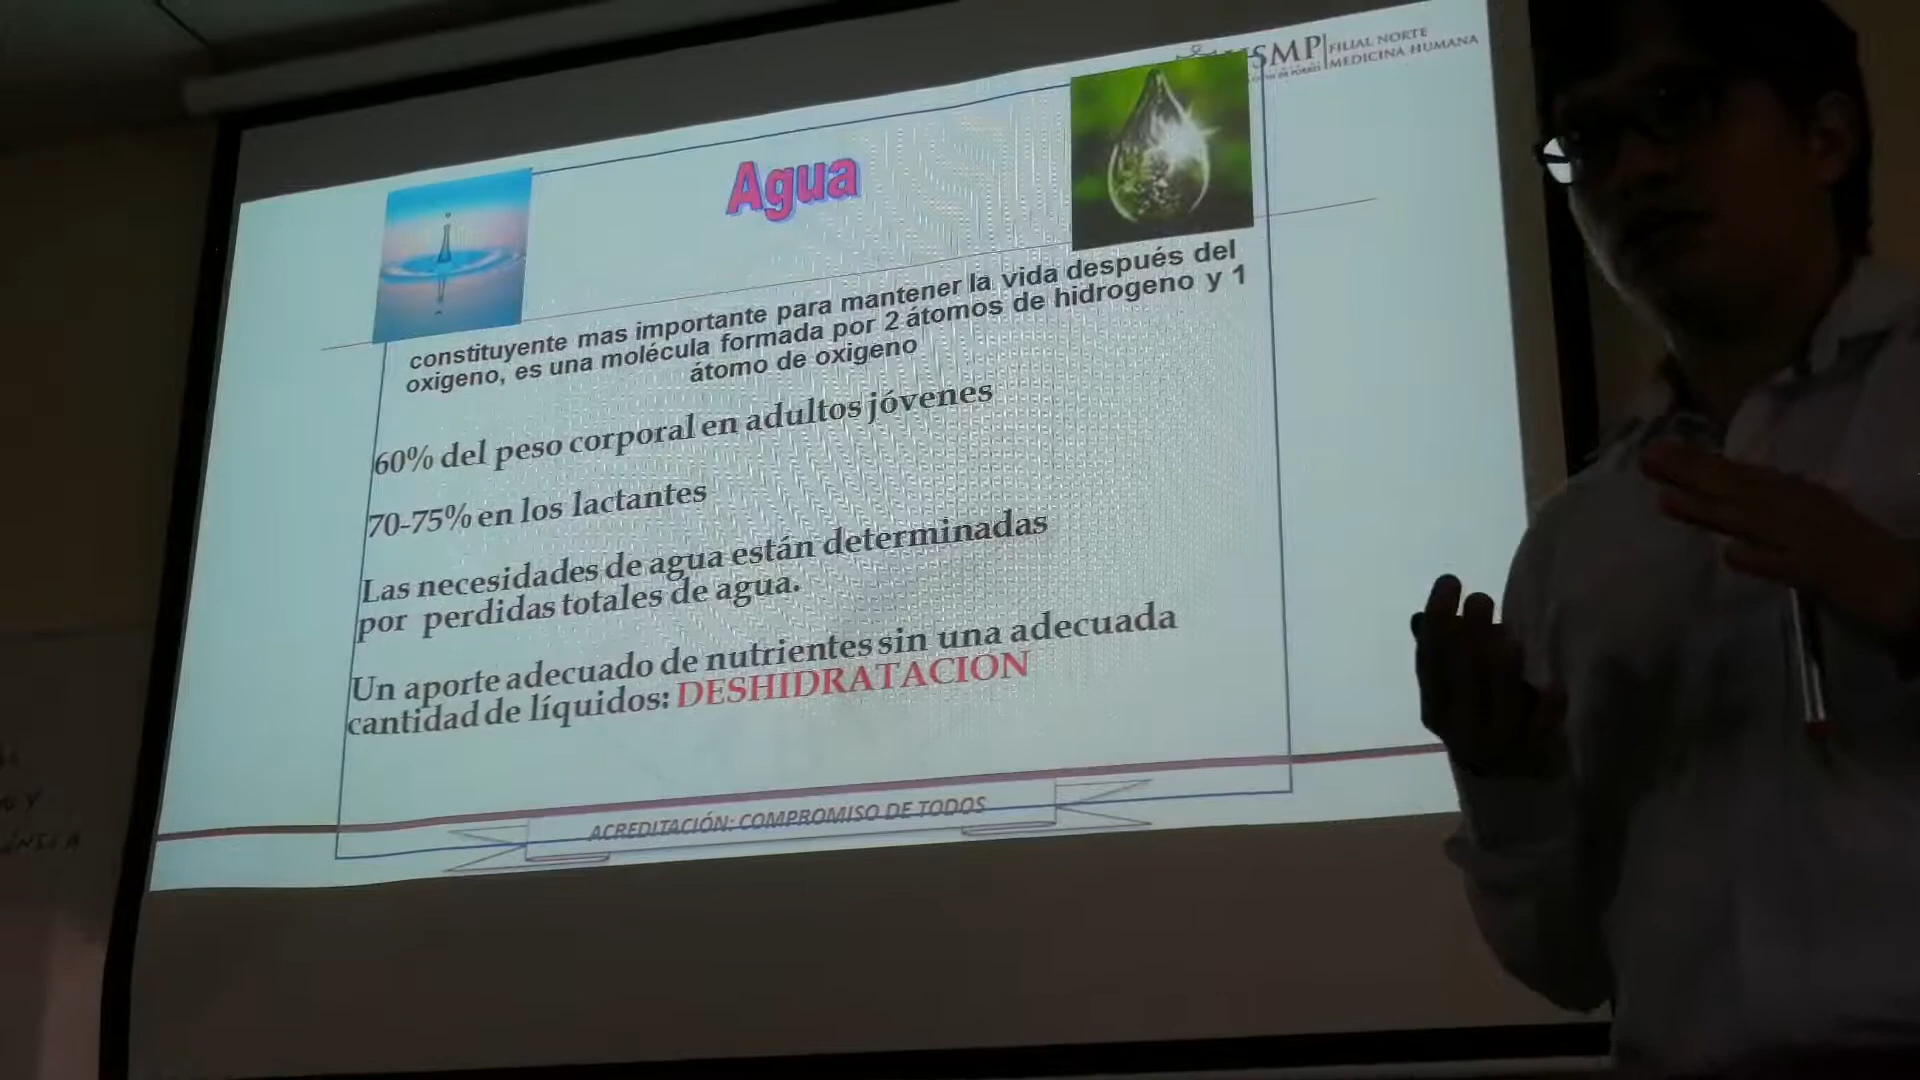 SMP
FILIAL NORTE
MEDICINA HUMANA
Agua
constituyente mas importante para mantener la vida después del
oxigeno, es una molécula formada por 2 átomos de hidrogeno y 1
átomo de oxigeno
60% del peso corporal en adultos jóvenes
70-75% en los lactantes
Las necesidades de agua están determinadas
por perdidas totales de agua.
Un aporte adecuado de nutrientes sin una adecuada
cantidad de líquidos: DESHIDRATACION
ACREDITACIÓN: COMPROMISO DE TODOS